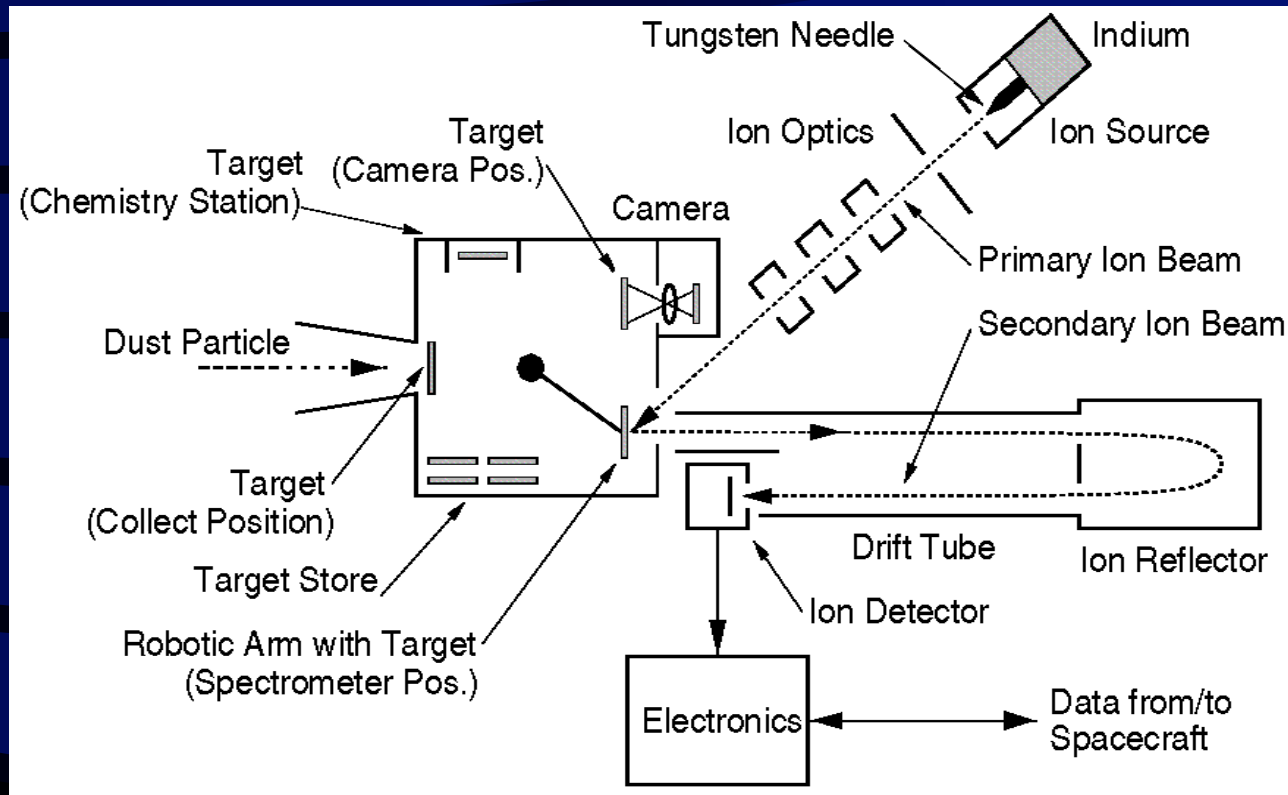 Tungsten Needle
Indium
Ion Optics
Ion Source
Target
(Camera Pos.)
Target
(Chemistry Station)
Camera
Primary Ion Beam
Secondary Ion Beam
Dust Particle
Target
(Collect Position)
Drift Tube
Ion Reflector
Target Store
Ion Detector
Robotic Arm with Target
(Spectrometer Pos.)
Electronics
Data from/to
Spacecraft